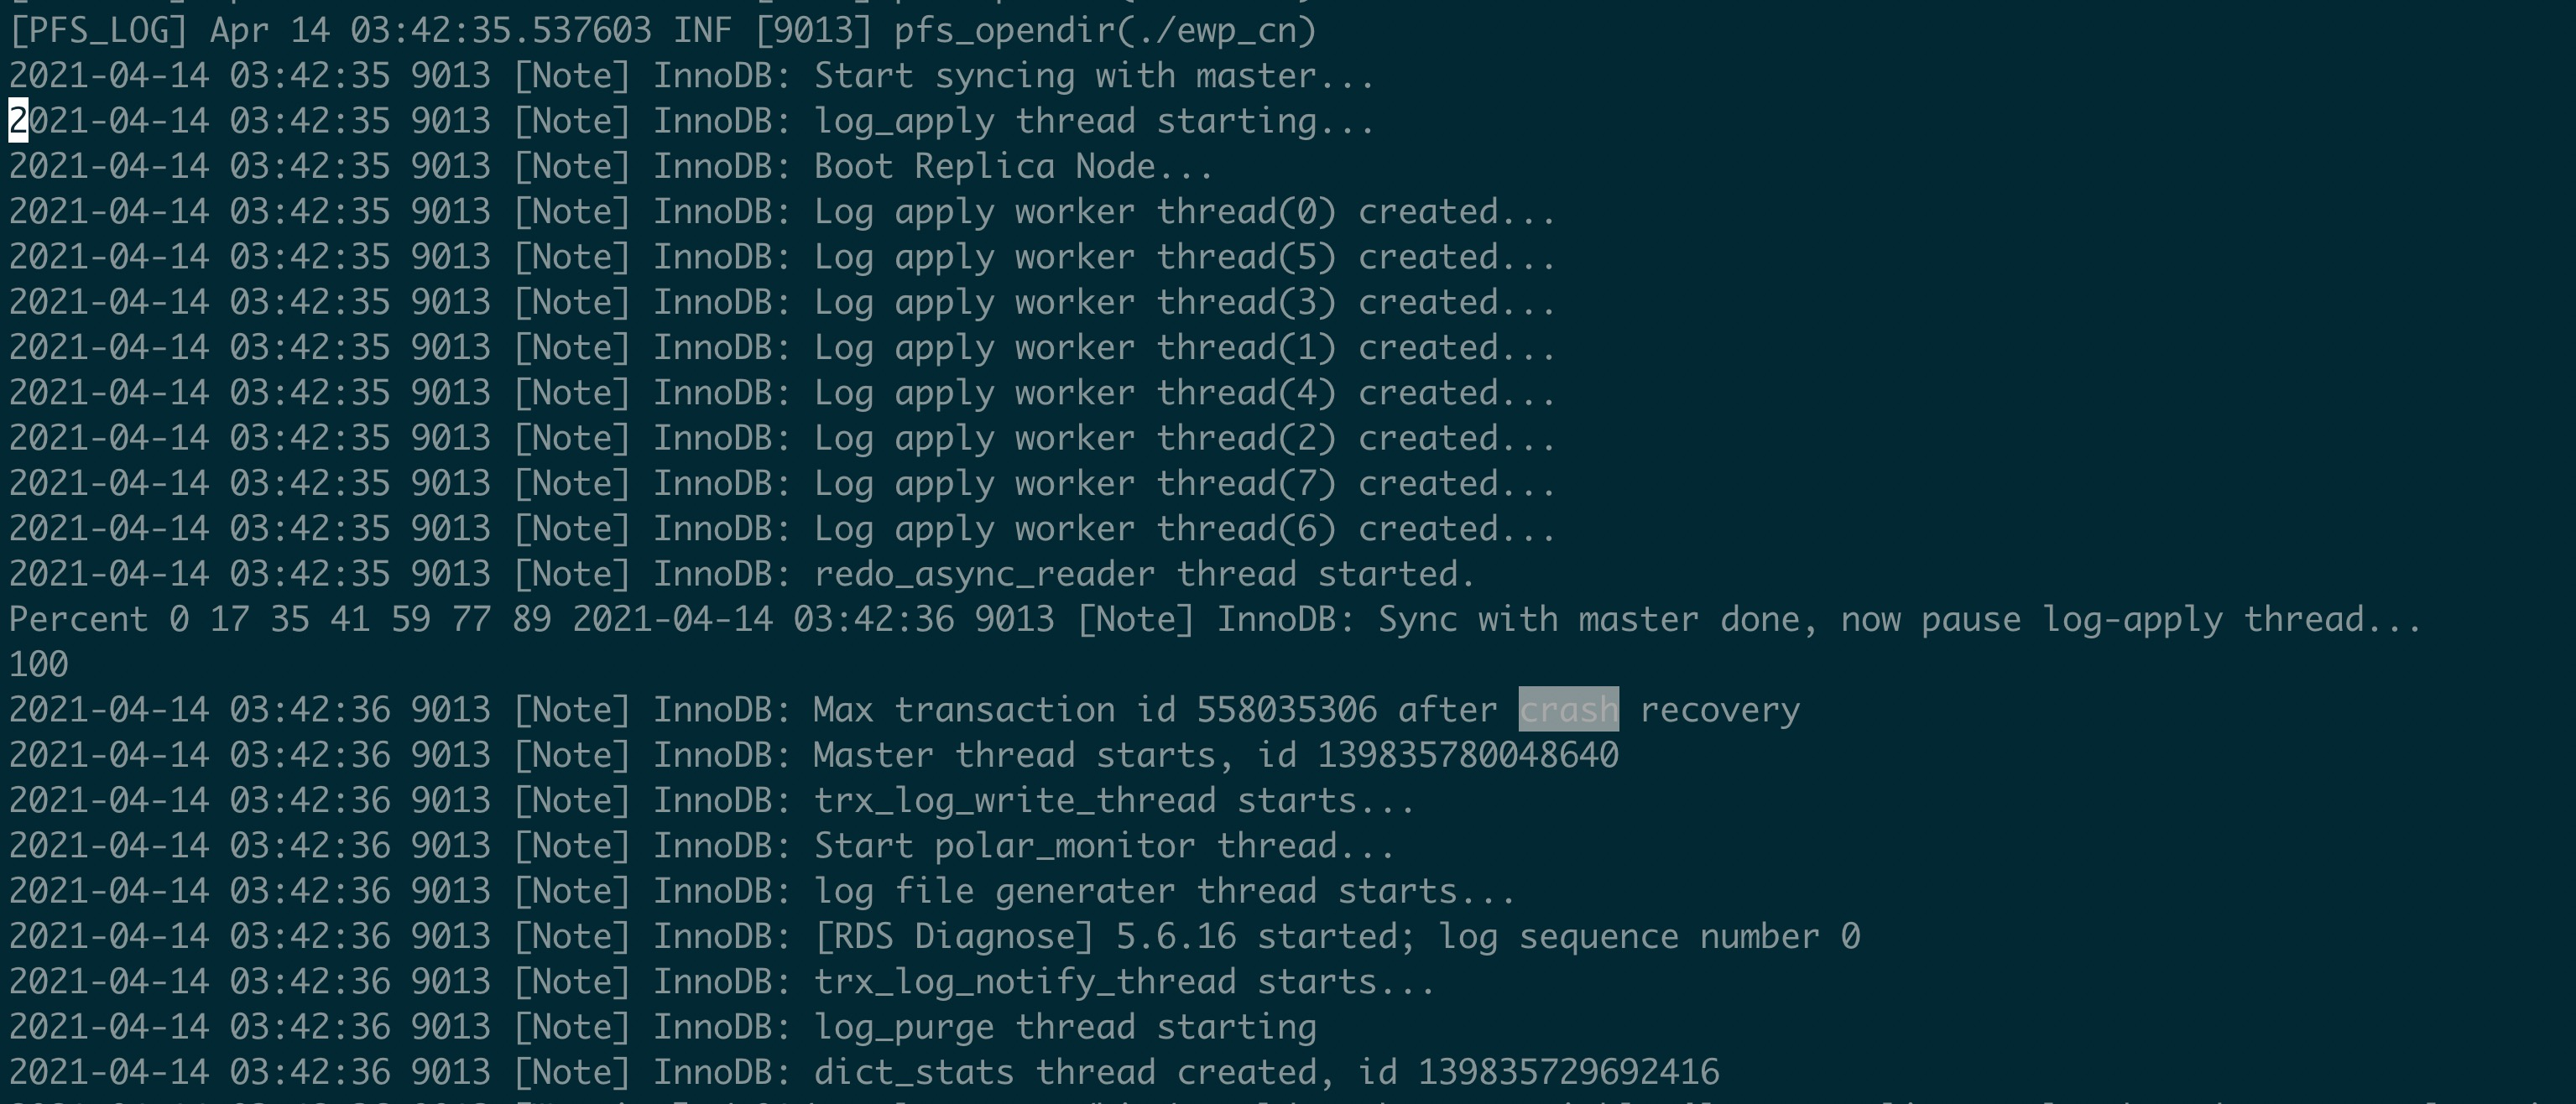 [PFS_LOG] Apr 14 03:42:35.537603 INF [9013] pfs_opendir(./ewp_cn)
2021-04-14 03:42:35 9013 [Note] InnoDB: Start syncing with master...
2021-04-14 03:42:35 9013 [Note] InnoDB: log_apply thread starting...
2021-04-14 03:42:35 9013 [Note] InnoDB: Boot Replica Node...
2021-04-14 03:42:35 9013 [Note] InnoDB: Log apply worker thread(0) created...
2021-04-14 03:42:35 9013 [Note] InnoDB: Log apply worker thread(5) created...
2021-04-14 03:42:35 9013 [Note] InnoDB: Log apply worker thread(3) created...
2021-04-14 03:42:35 9013 [Note] InnoDB: Log apply worker thread(1) created...
2021-04-14 03:42:35 9013 [Note] InnoDB: Log apply worker thread(4) created...
2021-04-14 03:42:35 9013 [Note] InnoDB: Log apply worker thread(2) created...
2021-04-14 03:42:35 9013 [Note] InnoDB: Log apply worker thread(7) created...
2021-04-14 03:42:35 9013 [Note] InnoDB: Log apply worker thread(6) created...
2021-04-14 03:42:35 9013 [Note] InnoDB: redo_async_reader thread started.
Percent 0 17 35 41 59 77 89 2021-04-14 03:42:36 9013 [Note] InnoDB: Sync with master done, now pause log-apply thread...
100
2021-04-14 03:42:36 9013 [Note] InnoDB: Max transaction id 558035306 after crash recovery
2021-04-14 03:42:36 9013 [Note] InnoDB: Master thread starts, id 139835780048640
2021-04-14 03:42:36 9013 [Note] InnoDB: trx_log_write_thread starts...
2021-04-14 03:42:36 9013 [Note] InnoDB: Start polar_monitor thread...
2021-04-14 03:42:36 9013 [Note] InnoDB: log file generater thread starts...
2021-04-14 03:42:36 9013 [Note] InnoDB: [RDS Diagnose] 5.6.16 started; log sequence number 0
2021-04-14 03:42:36 9013 [Note] InnoDB: trx_log_notify_thread starts...
2021-04-14 03:42:36 9013 [Note] InnoDB: log_purge thread starting
2021-04-14 03:42:36 9013 [Note] InnoDB: dict_stats thread created, id 139835729692416